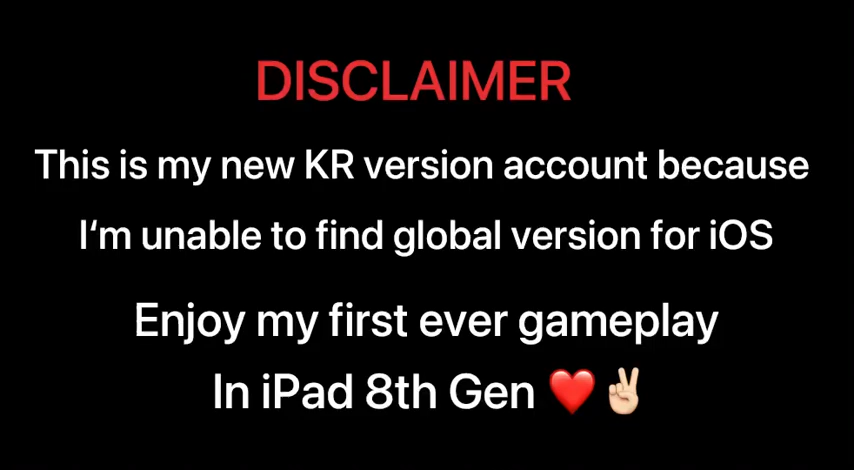 DISCLAIMER
This is my new KR version account because
I‘m unable to find global version for iOS
Enjoy my first ever gameplay
In iPad 8th Gen ❤️✌🏻